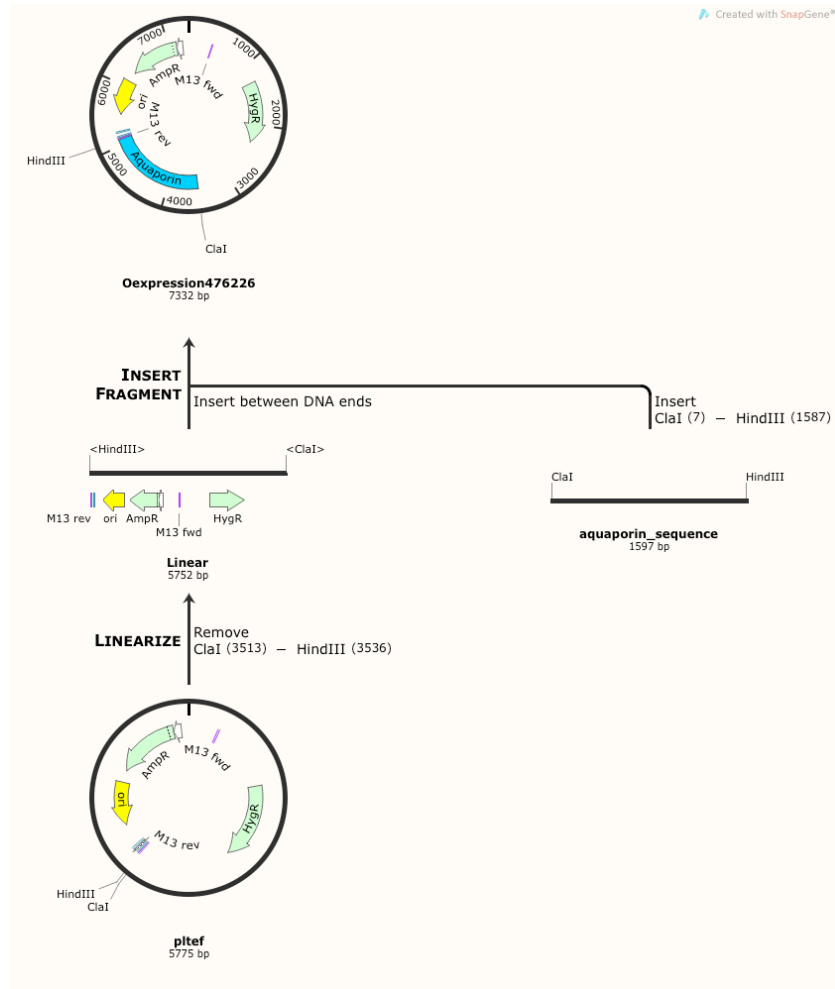 Created with SnapGene®
7000
1000
6000
AmpR
M13 fwd
ori
HygR
2000
M13 rev
HindIII
5000
Aquaporin
3000
4000
ClaI
Oexpression476226
7332 bp
INSERT
FRAGMENT
Insert between DNA ends
Insert
ClaI (7) – HindIII (1587)
<HindIII> <ClaI>
ClaI HindIII
M13 rev ori AmpR HygR
M13 fwd
aquaporin_sequence
1597 bp
Linear
5752 bp
LINEARIZE
Remove
ClaI (3513) – HindIII (3536)
M13 fwd
AmpR
ori
HygR
M13 rev
HindIII
ClaI
pltef
5775 bp